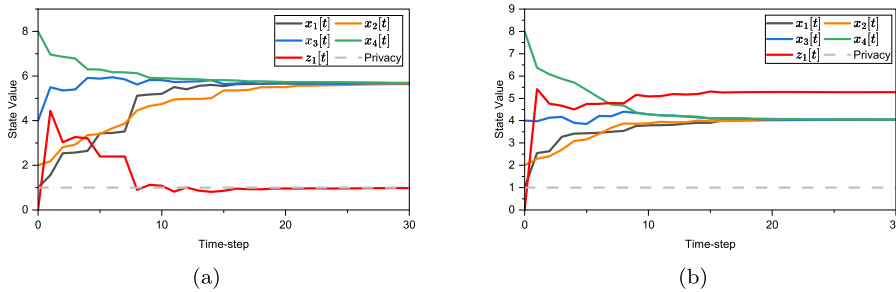 8
6
4
2
0
0
10
20
30
State Value
Time-step
x₁[t] x₂[t]
x₃[t] x₄[t]
z₁[t] Privacy
(a)
9
8
7
6
5
4
3
2
1
0
0
10
20
30
State Value
Time-step
x₁[t] x₂[t]
x₃[t] x₄[t]
z₁[t] Privacy
(b)